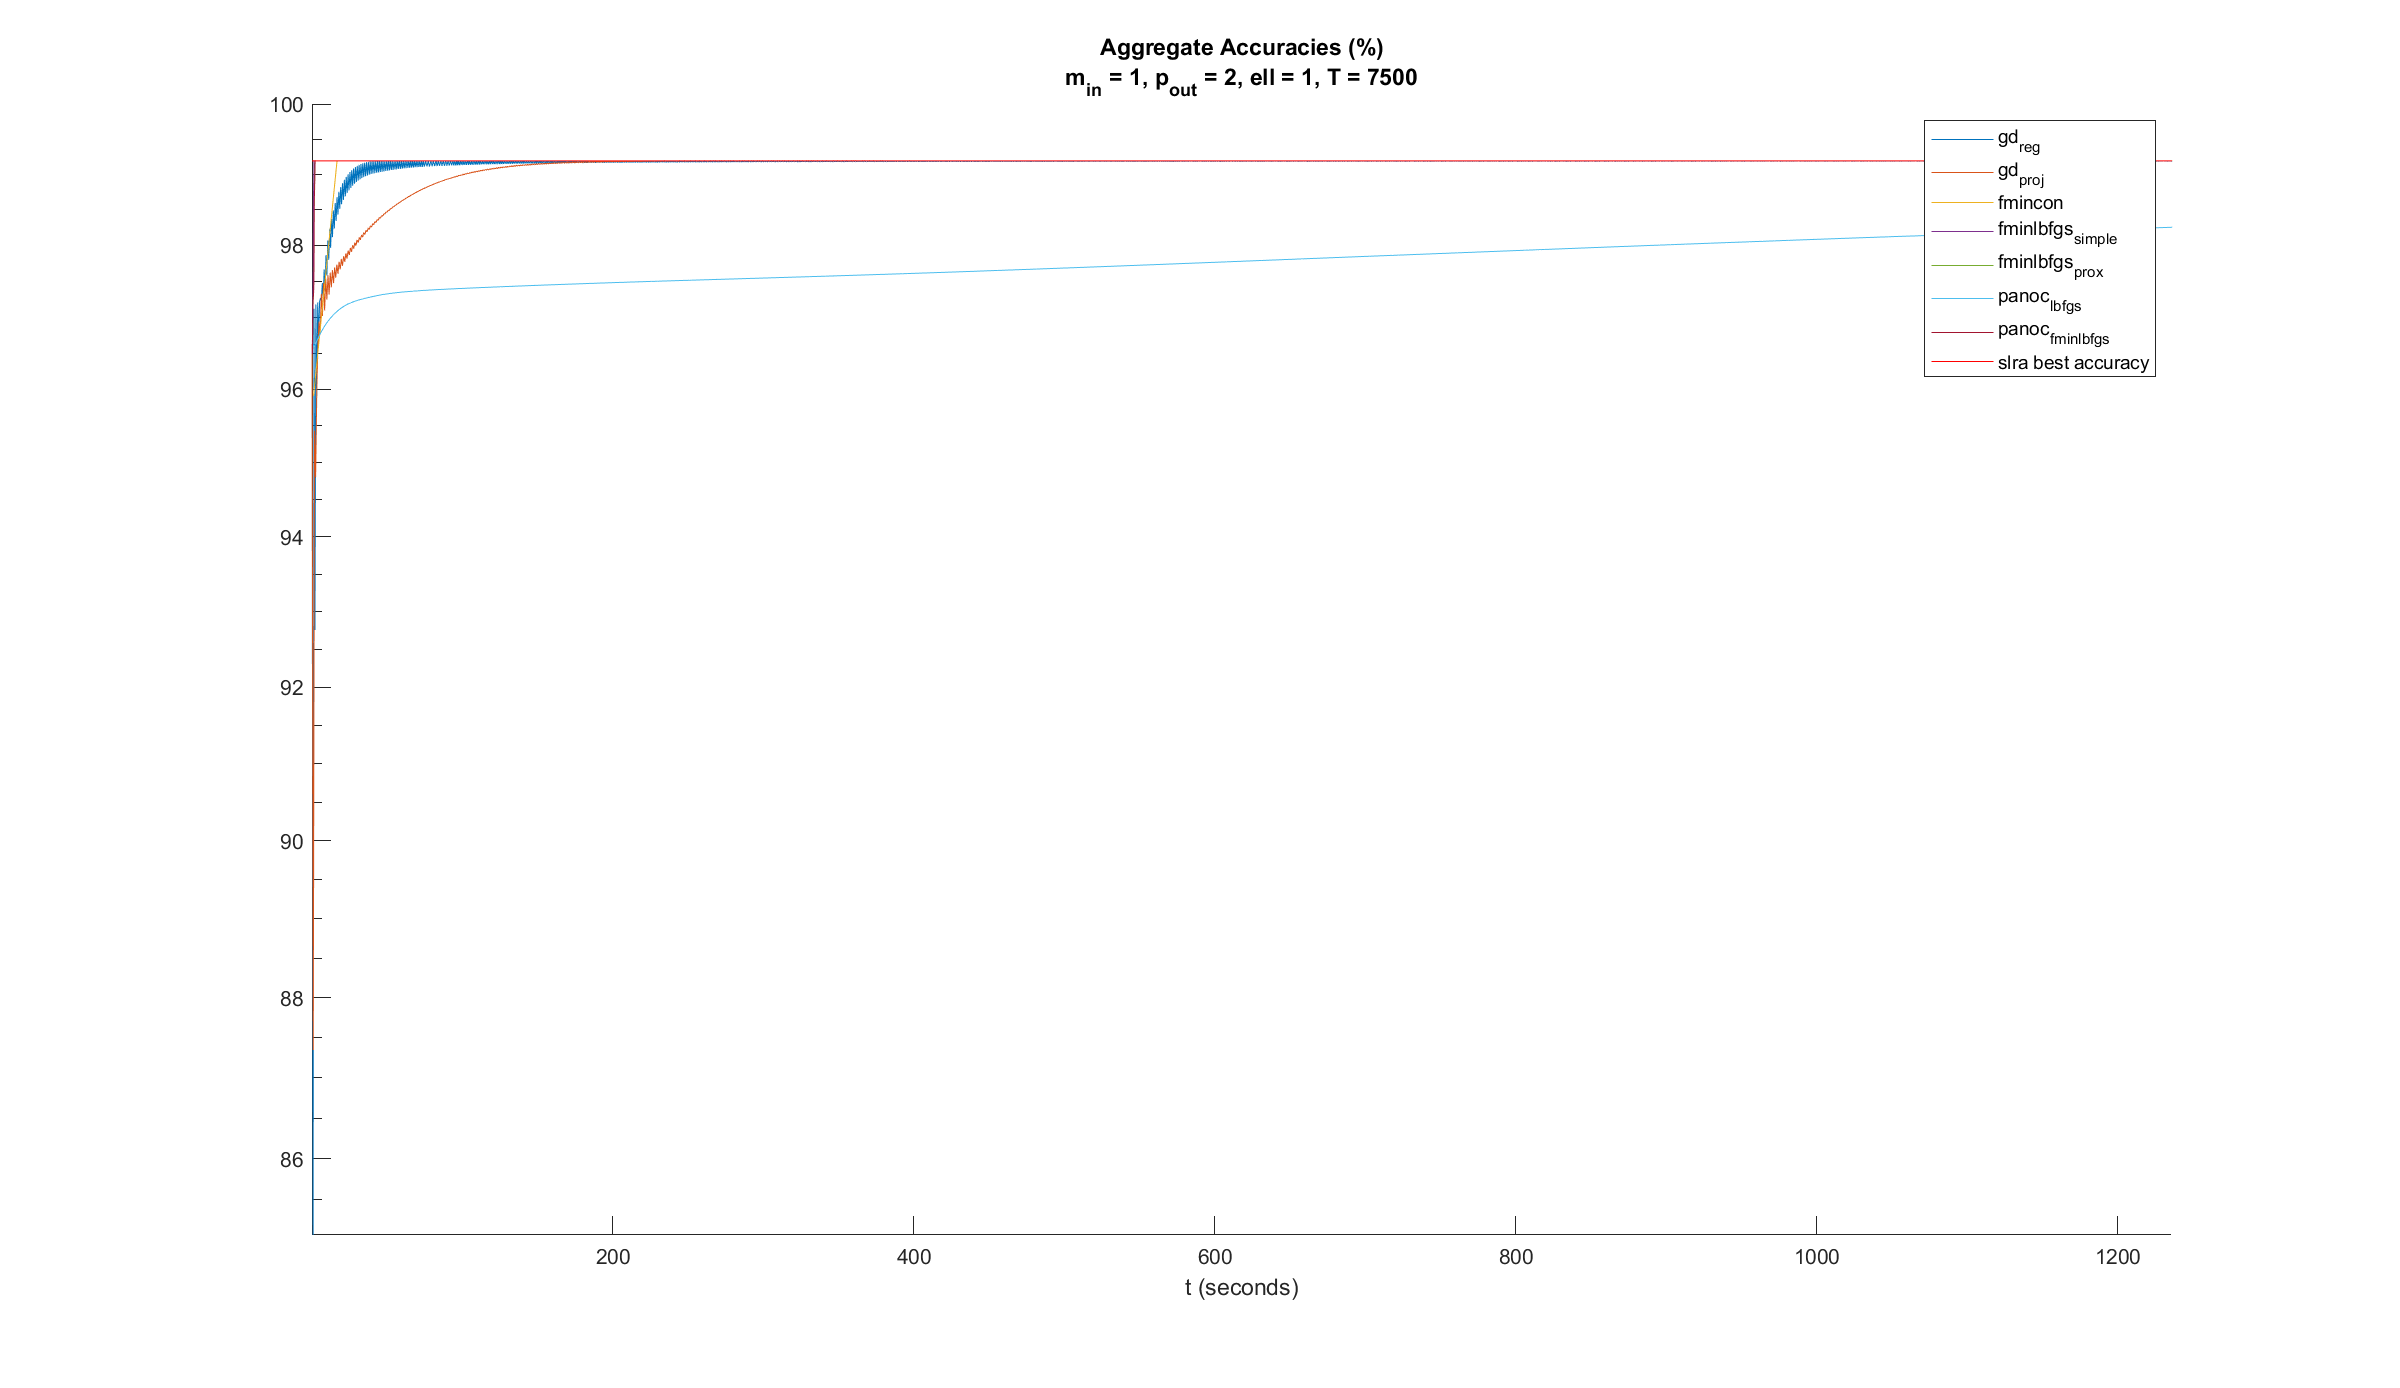 Aggregate Accuracies (%)
m_in = 1, p_out = 2, ell = 1, T = 7500
100
98
96
94
92
90
88
86
200 400 600 800 1000 1200
t (seconds)
gd_reg
gd_proj
fmincon
fminlbfgs_simple
fminlbfgs_prox
panoc_lbfgs
panoc_fminlbfgs
slra best accuracy